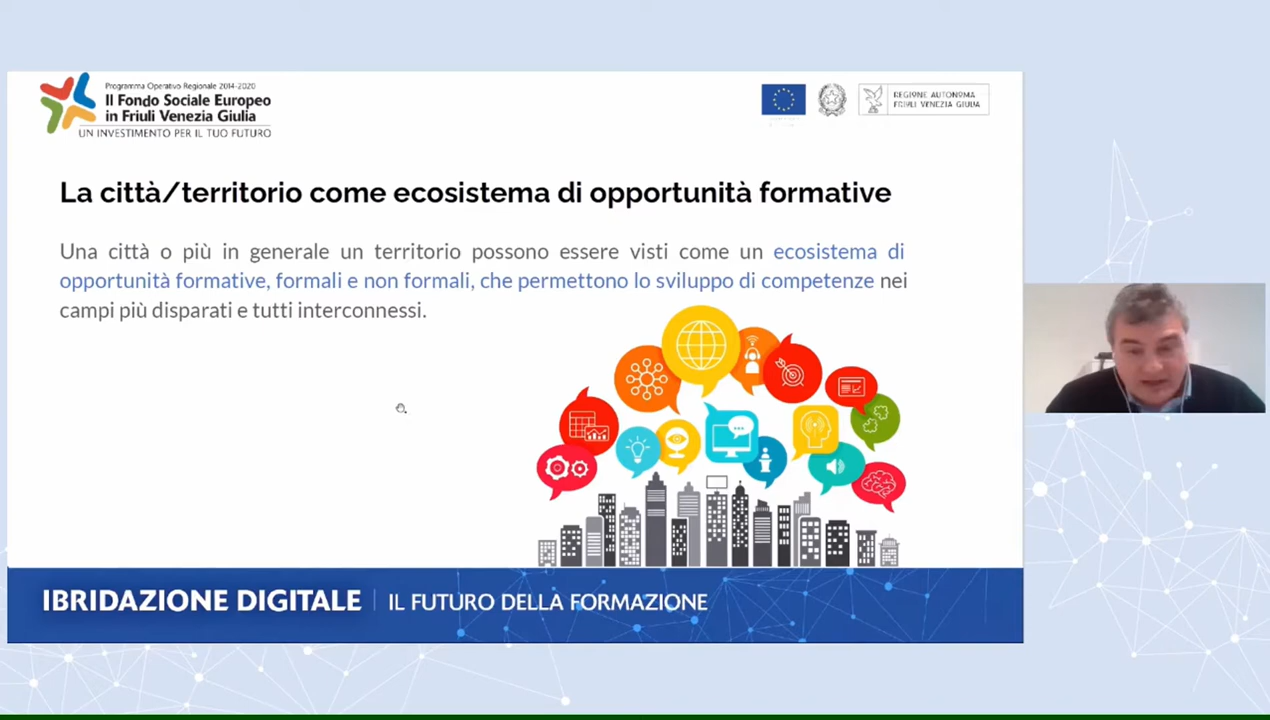 Programma Operativo Regionale 2014-2020
Il Fondo Sociale Europeo
in Friuli Venezia Giulia
UN INVESTIMENTO PER IL TUO FUTURO
REGIONE AUTONOMA
FRIULI VENEZIA GIULIA
La città/territorio come ecosistema di opportunità formative
Una città o più in generale un territorio possono essere visti come un ecosistema di
opportunità formative, formali e non formali, che permettono lo sviluppo di competenze nei
campi più disparati e tutti interconnessi.
IBRIDAZIONE DIGITALE | IL FUTURO DELLA FORMAZIONE